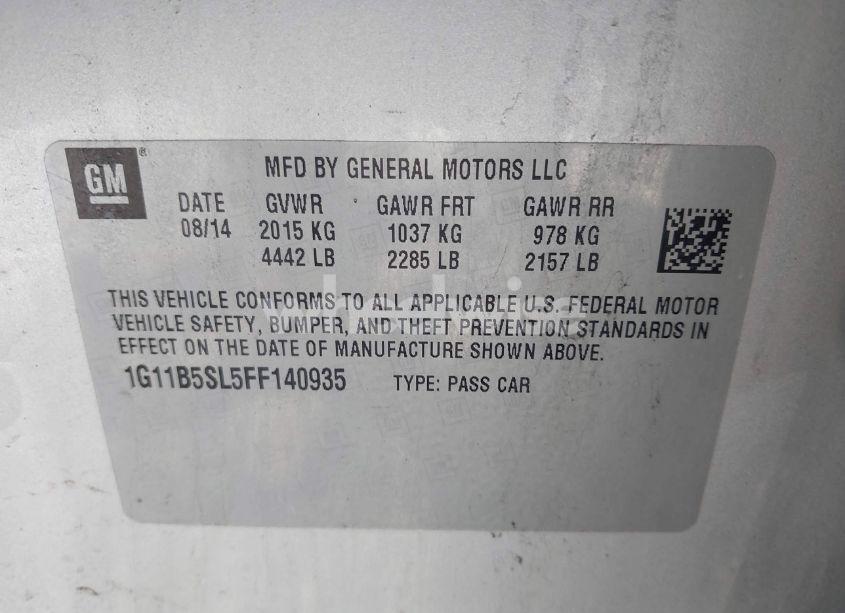 GM®
MFD BY GENERAL MOTORS LLC
DATE GVWR GAWR FRT GAWR RR
08/14 2015 KG 1037 KG 978 KG
4442 LB 2285 LB 2157 LB
THIS VEHICLE CONFORMS TO ALL APPLICABLE U.S. FEDERAL MOTOR
VEHICLE SAFETY, BUMPER, AND THEFT PREVENTION STANDARDS IN
EFFECT ON THE DATE OF MANUFACTURE SHOWN ABOVE.
1G11B5SL5FF140935 TYPE: PASS CAR